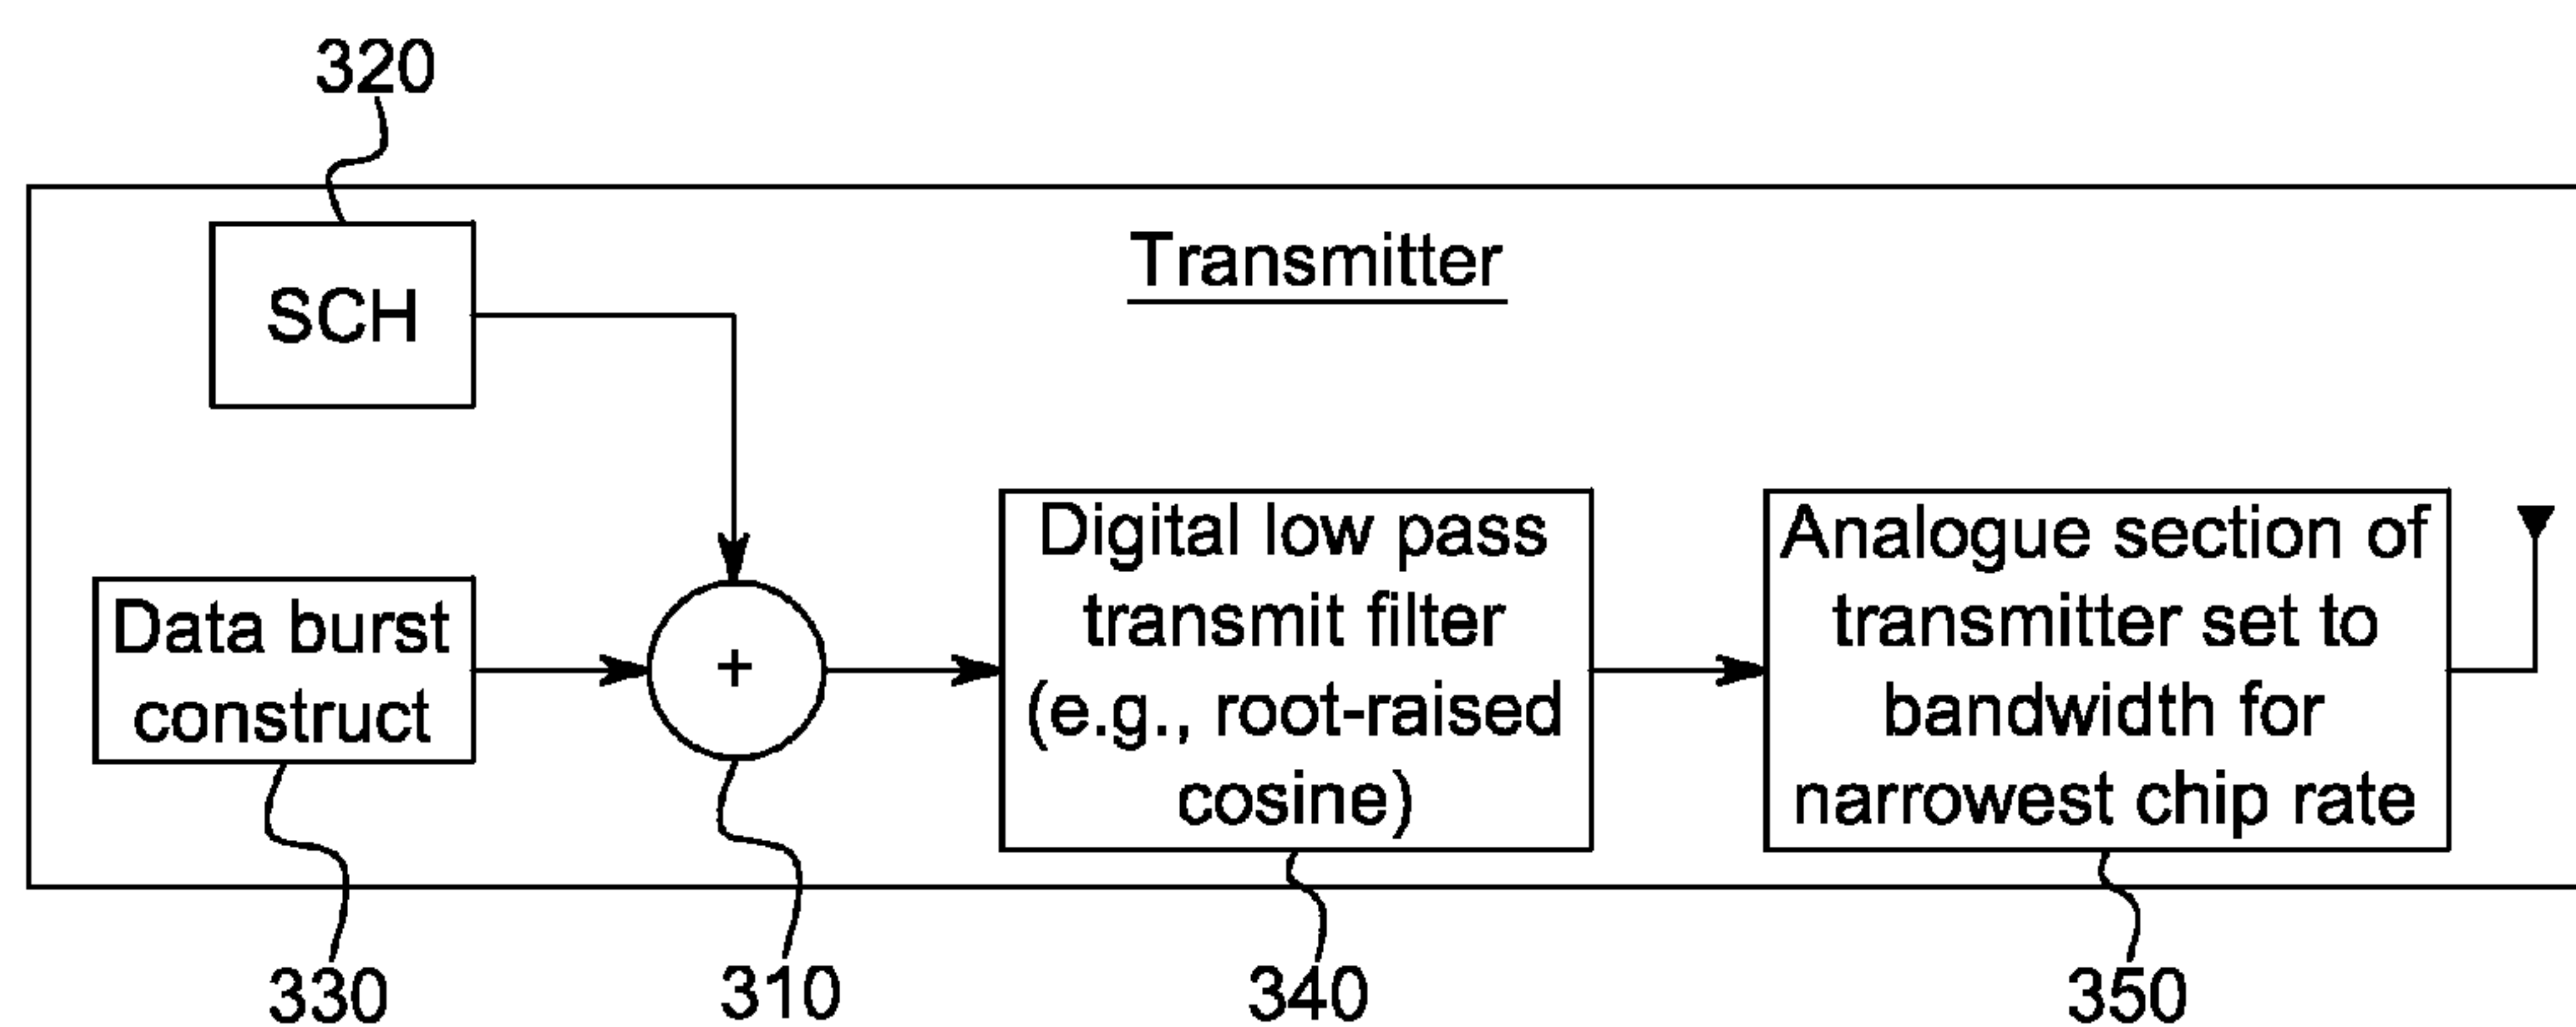 320
Transmitter
SCH
Data burst
construct
+
Digital low pass
transmit filter
(e.g., root-raised
cosine)
Analogue section of
transmitter set to
bandwidth for
narrowest chip rate
330
310
340
350